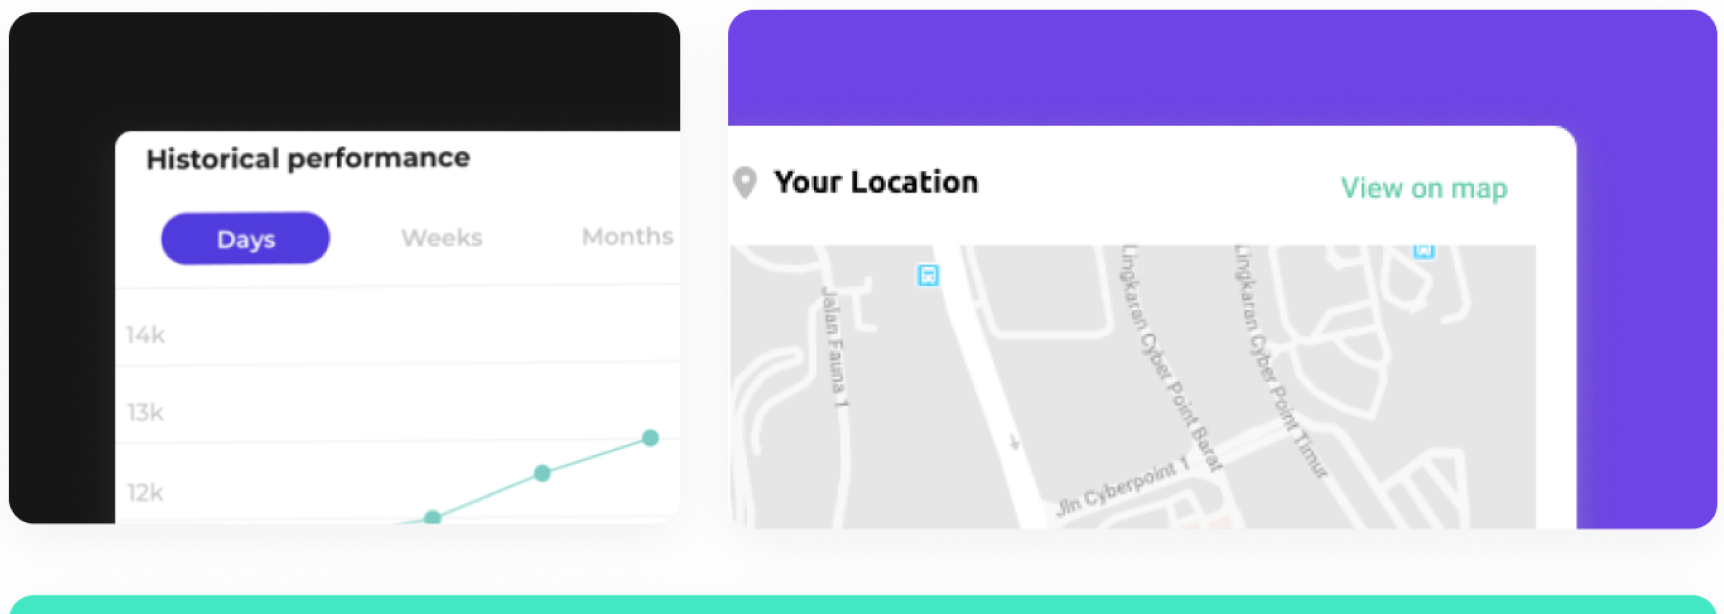 Historical performance
Days Weeks Months
14k
13k
12k
Your Location
View on map
Jalan Fauna 1
Lingkaran Cyber Point Barat
Lingkaran Cyber Point Timur
Jln Cyberpoint 1